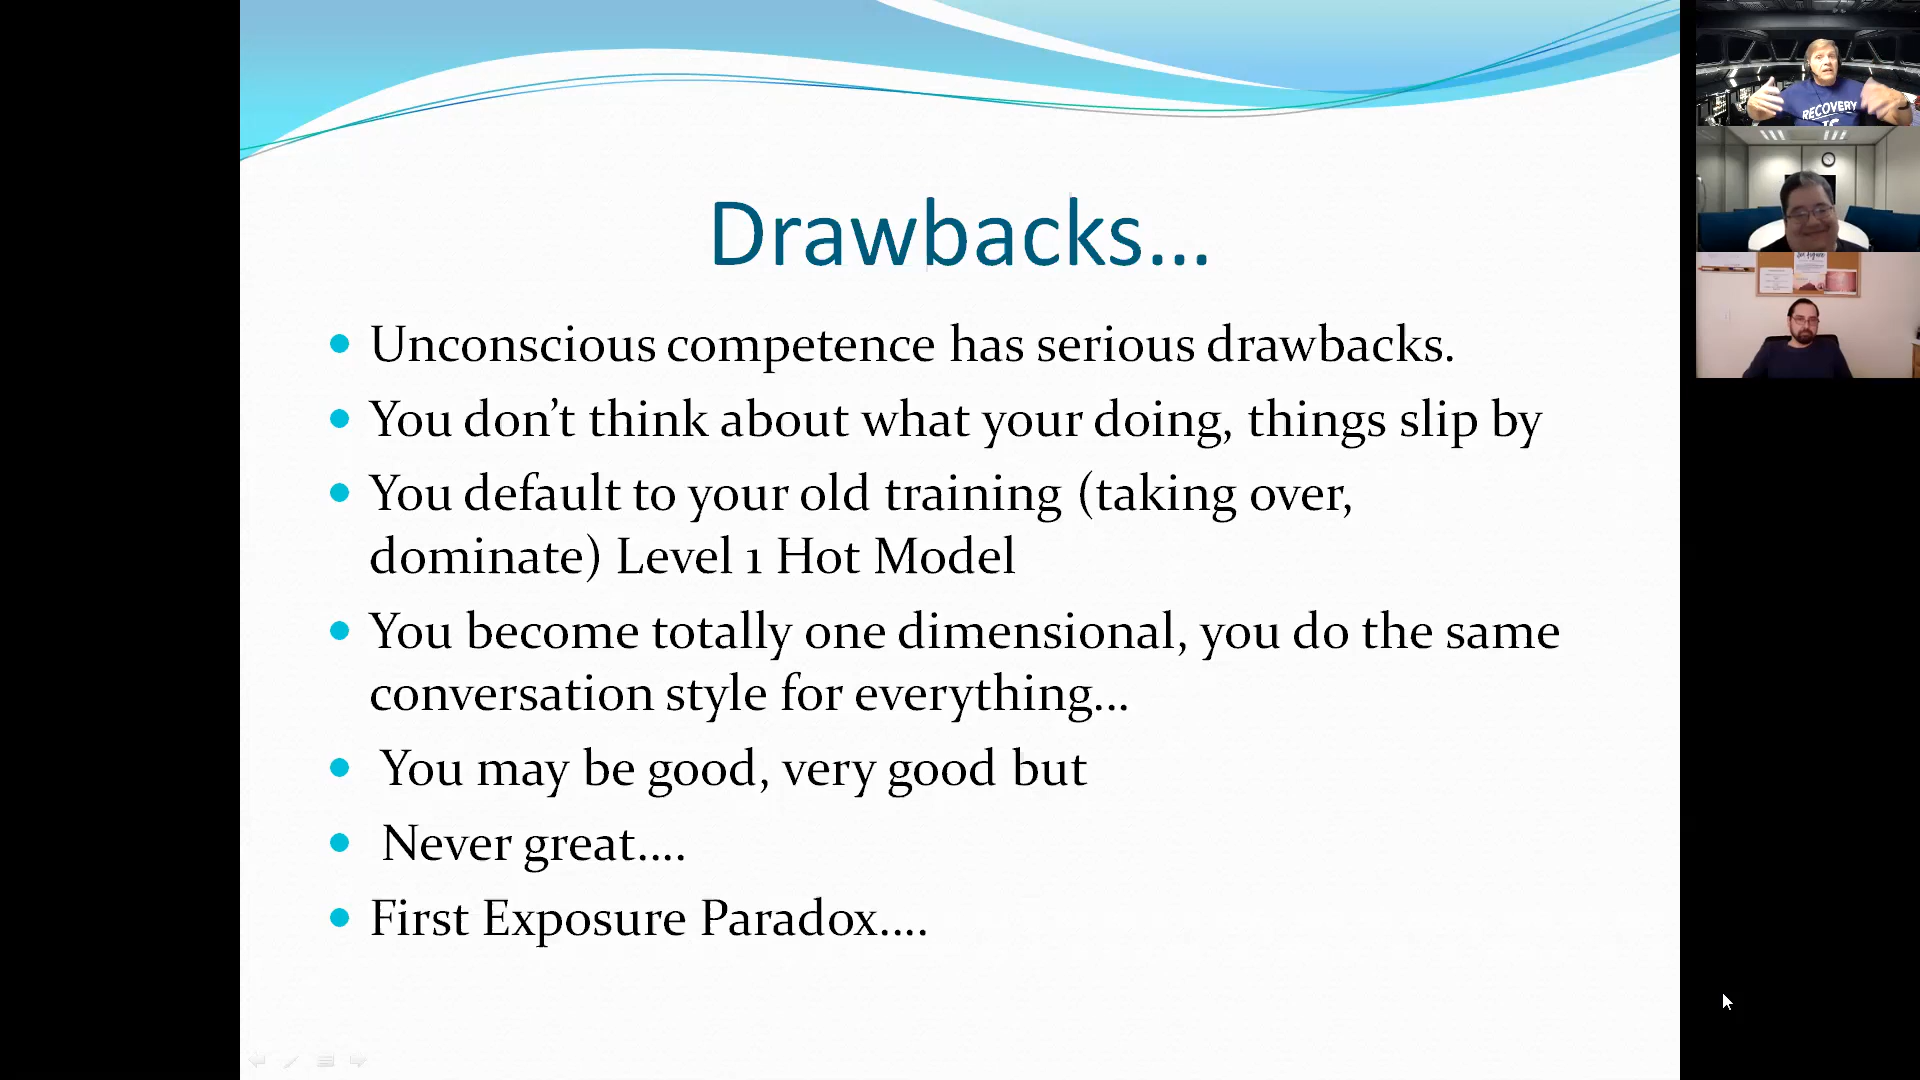 Drawbacks...
Unconscious competence has serious drawbacks.
You don’t think about what your doing, things slip by
You default to your old training (taking over,
dominate) Level 1 Hot Model
You become totally one dimensional, you do the same
conversation style for everything...
You may be good, very good but
Never great....
First Exposure Paradox....
RECOVERY
IS